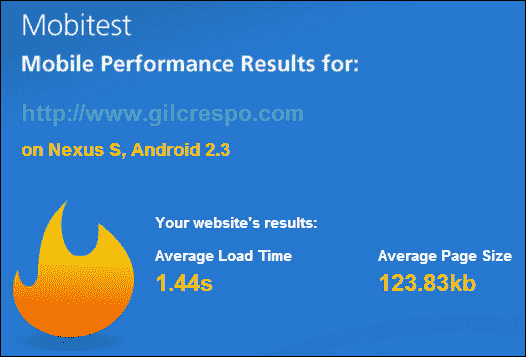 Mobitest
Mobile Performance Results for:
http://www.gilcrespo.com
on Nexus S, Android 2.3
Your website's results:
Average Load Time
Average Page Size
1.44s
123.83kb